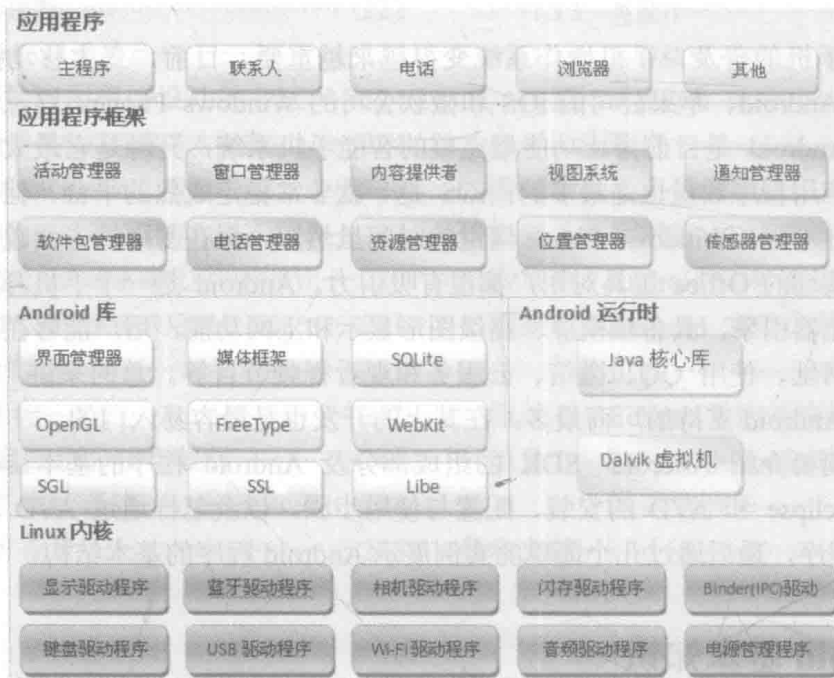 应用程序
主程序 联系人 电话 浏览器 其他
应用程序框架
活动管理器 窗口管理器 内容提供者 视图系统 通知管理器
软件包管理器 电话管理器 资源管理器 位置管理器 传感器管理器
Android 库 Android 运行时
界面管理器 媒体框架 SQLite Java 核心库
OpenGL FreeType WebKit
SGL SSL Libe Dalvik 虚拟机
Linux 内核
显示驱动程序 蓝牙驱动程序 相机驱动程序 闪存驱动程序 Binder(IPC)驱动
键盘驱动程序 USB 驱动程序 Wi-Fi 驱动程序 音频驱动程序 电源管理程序